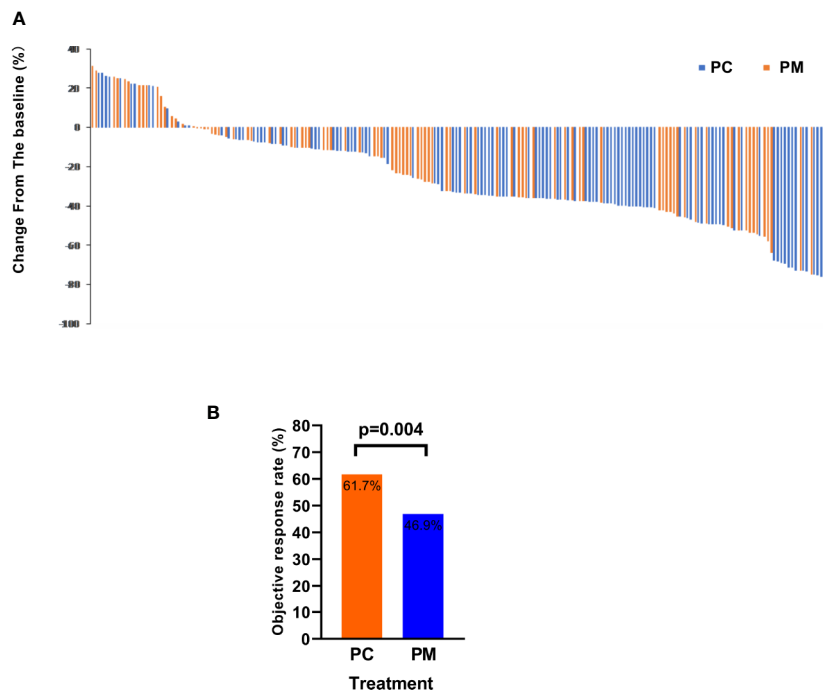 A
Change From The baseline (%)
40
20
0
-20
-40
-60
-80
-100
PC
PM
B
Objective response rate (%)
80
70
60
50
40
30
20
10
0
p=0.004
61.7%
46.9%
PC
PM
Treatment